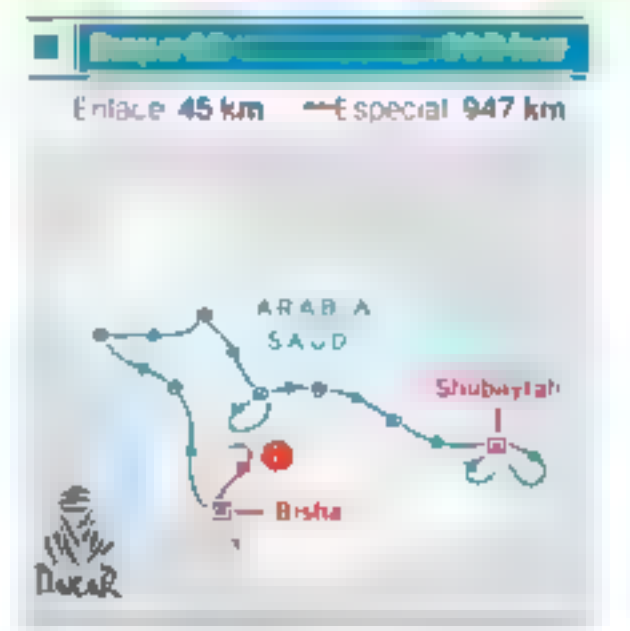 Enlace 45 km Especial 947 km
ARABIA
SAUD
Shubaytah
Bisha
DAKAR